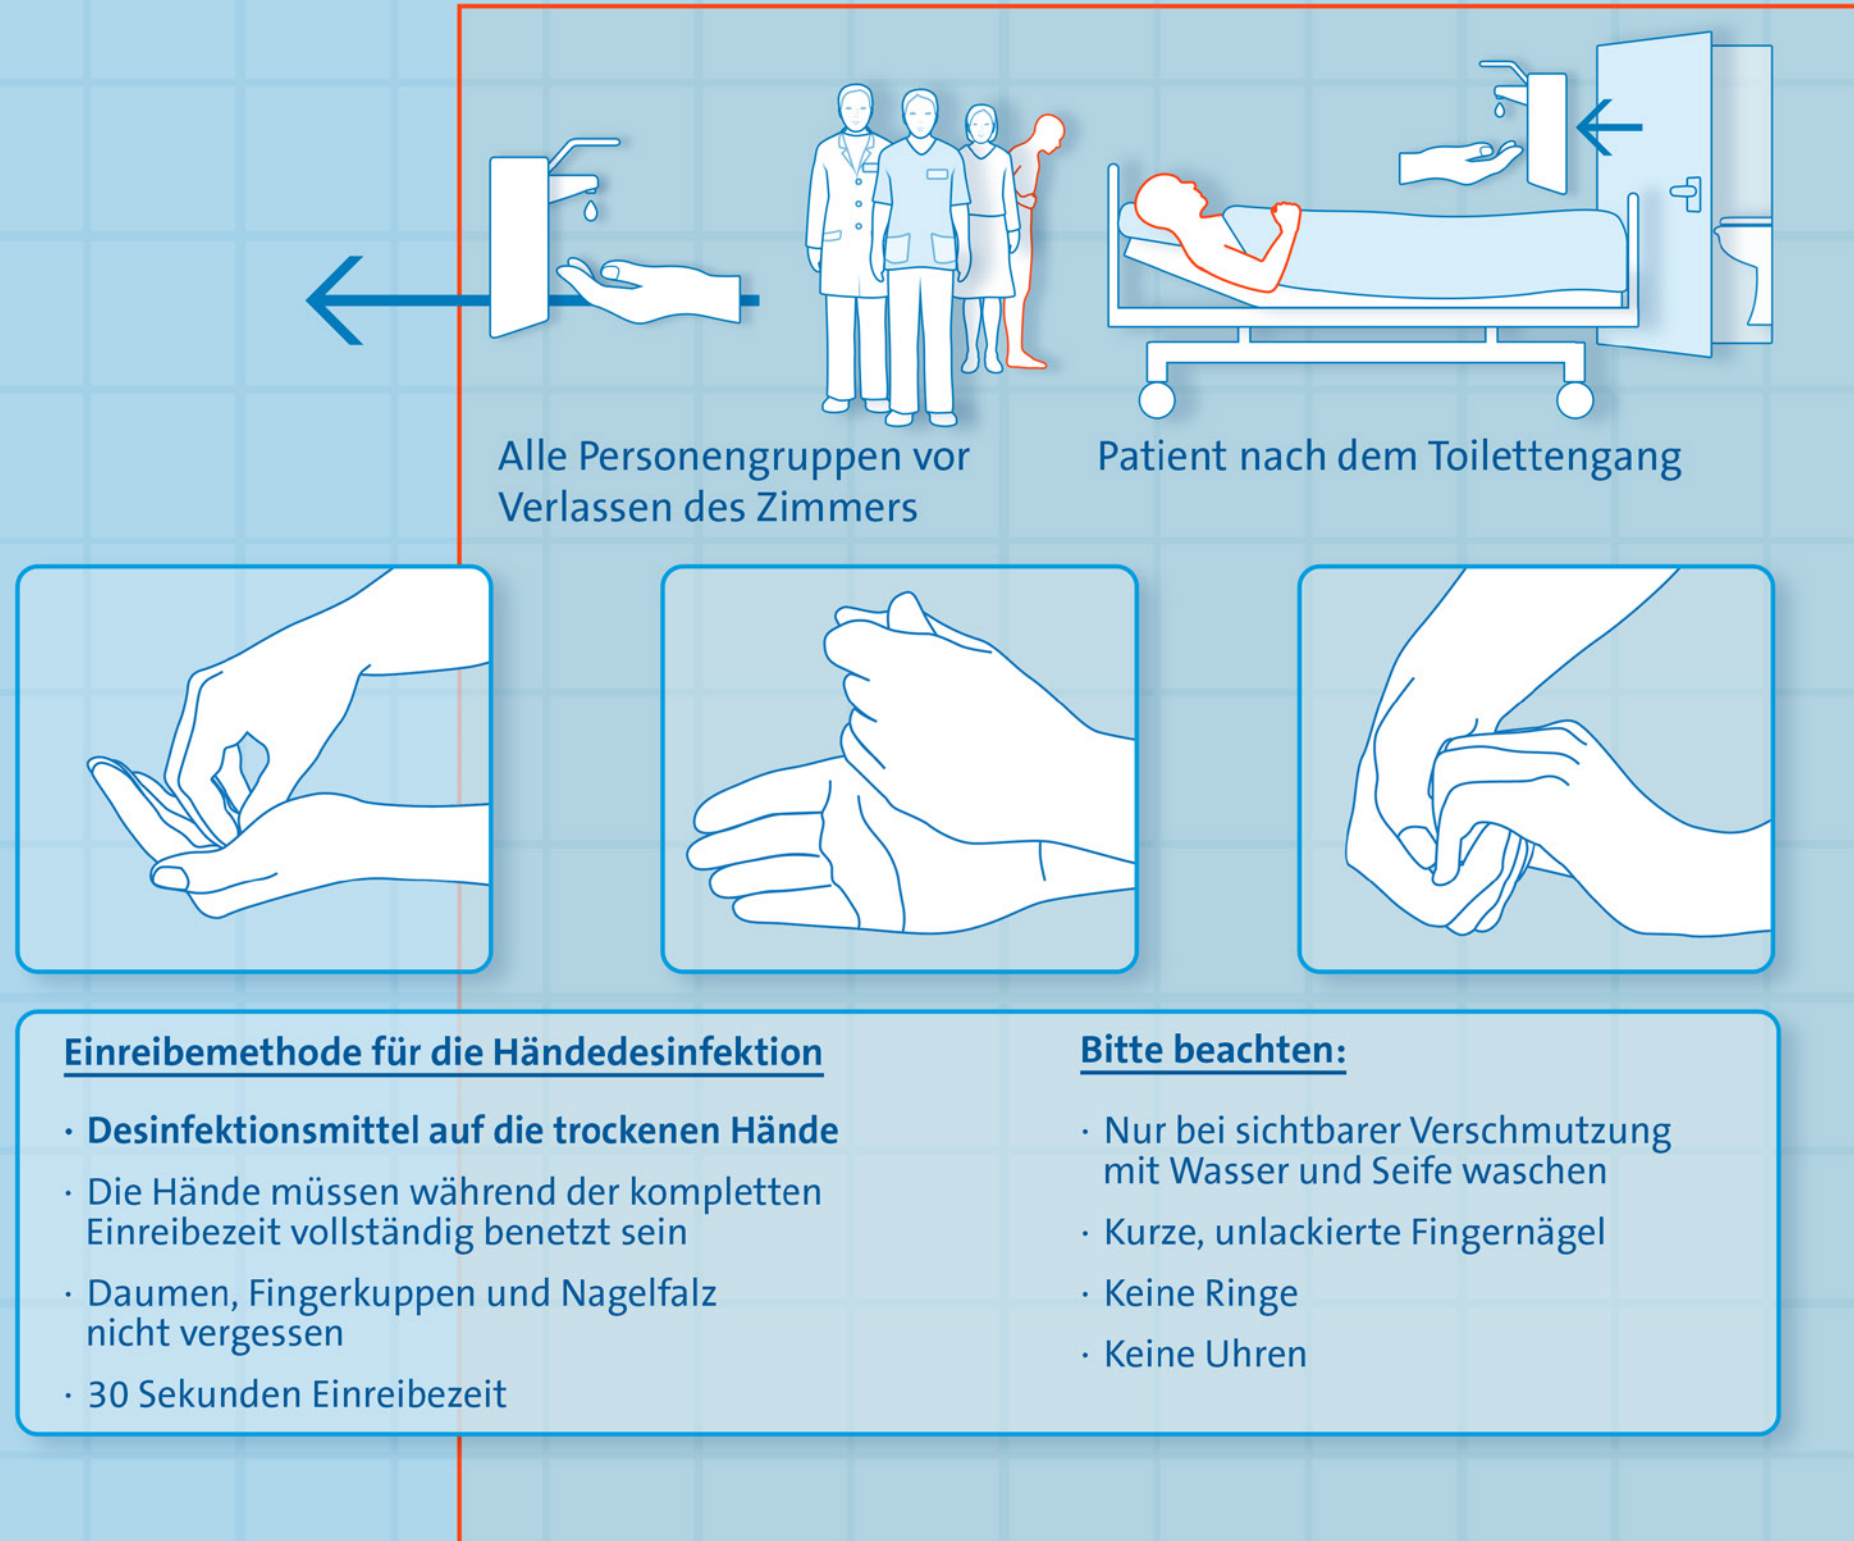 Alle Personengruppen vor
Verlassen des Zimmers
Patient nach dem Toilettengang
Einreibemethode für die Händedesinfektion
· Desinfektionsmittel auf die trockenen Hände
· Die Hände müssen während der kompletten
Einreibezeit vollständig benetzt sein
· Daumen, Fingerkuppen und Nagelfalz
nicht vergessen
· 30 Sekunden Einreibezeit
Bitte beachten:
· Nur bei sichtbarer Verschmutzung
mit Wasser und Seife waschen
· Kurze, unlackierte Fingernägel
· Keine Ringe
· Keine Uhren